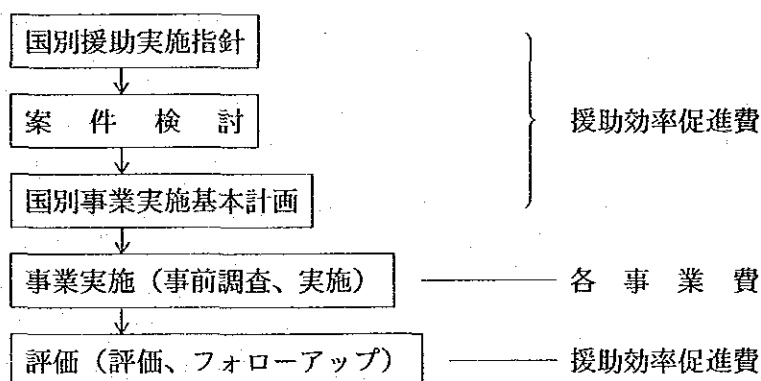 国別援助実施指針
案件検討
援助効率促進費
国別事業実施基本計画
事業実施（事前調査、実施）
各事業費
評価（評価、フォローアップ）
援助効率促進費